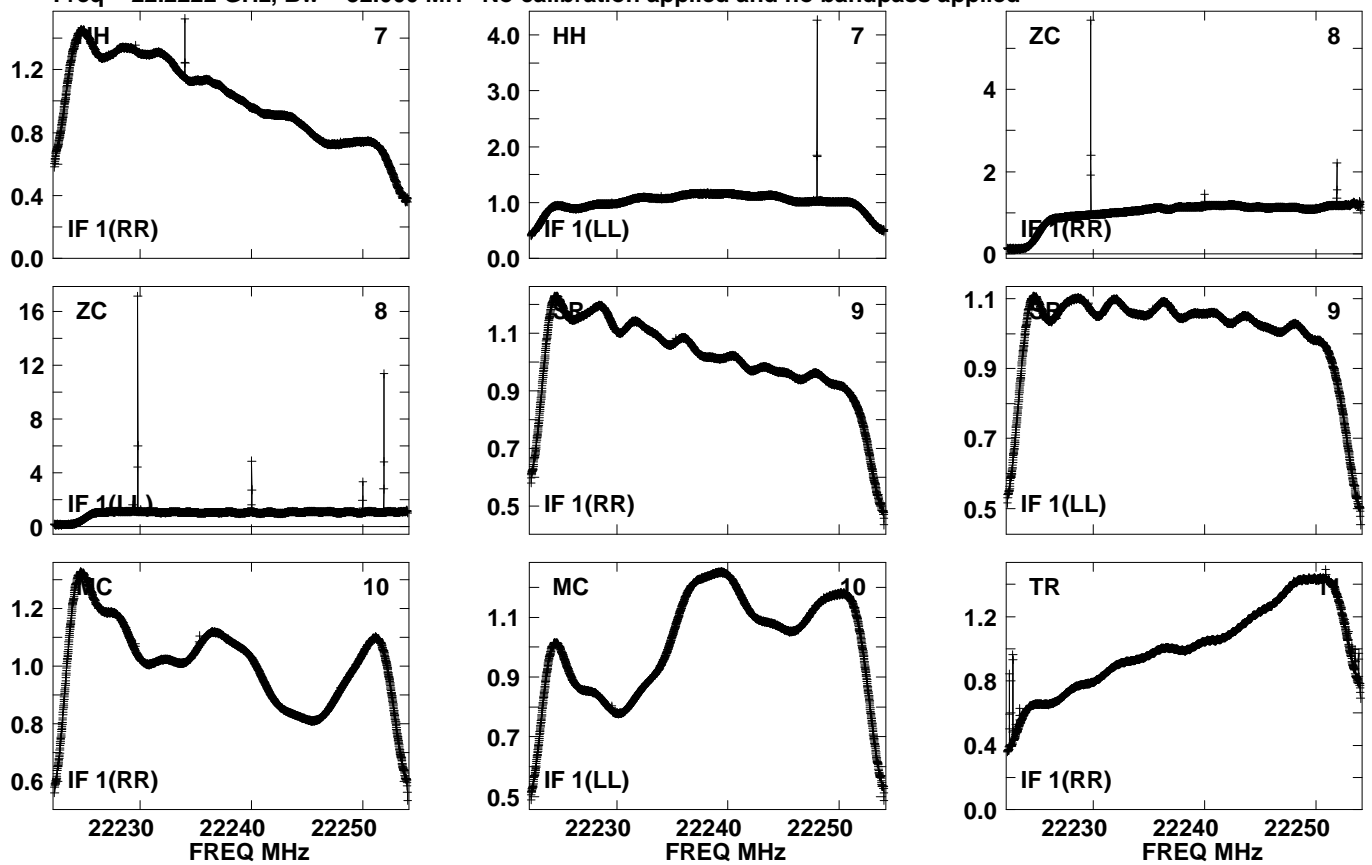 Freq = 22.2222 GHz, Bw = 32.000 MH No calibration applied and no bandpass applied
HH 7
1.2
0.8
0.4
0.0
IF 1(RR)
HH 7
4.0
3.0
2.0
1.0
0.0
IF 1(LL)
ZC 8
4
2
0
IF 1(RR)
ZC 8
16
12
8
4
0
IF 1(LL)
SR 9
1.1
0.9
0.7
0.5
IF 1(RR)
SR 9
1.1
0.9
0.7
0.5
IF 1(LL)
MC 10
1.2
1.0
0.8
0.6
IF 1(RR)
22230 22240 22250
FREQ MHz
MC 10
1.1
0.9
0.7
0.5
IF 1(LL)
22230 22240 22250
FREQ MHz
TR 11
1.2
0.8
0.4
0.0
IF 1(RR)
22230 22240 22250
FREQ MHz